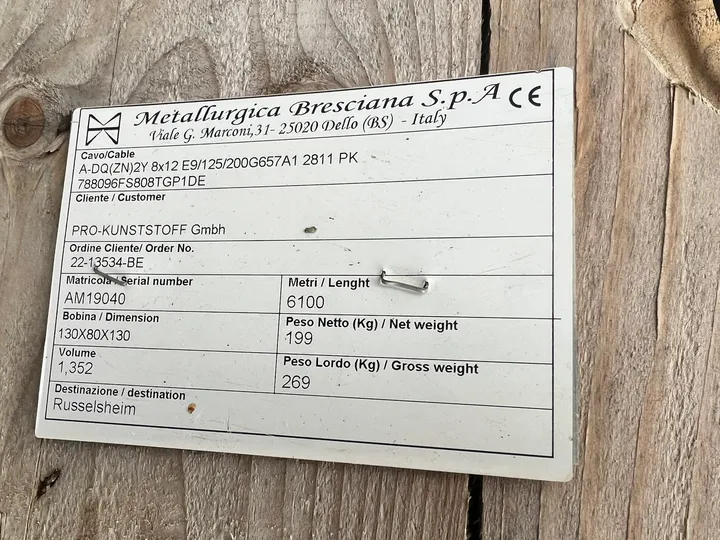 Metallurgica Bresciana S.p.A CE
Viale G. Marconi,31- 25020 Dello (BS) - Italy
Cavo/Cable
A-DQ(ZN)2Y 8x12 E9/125/200G657A1 2811 PK
788096FS808TGP1DE
Cliente / Customer
PRO-KUNSTSTOFF Gmbh
Ordine Cliente/ Order No.
22-13534-BE
Matricola / Serial number
AM19040
Metri / Lenght
6100
Bobina / Dimension
130X80X130
Peso Netto (Kg) / Net weight
199
Volume
1,352
Peso Lordo (Kg) / Gross weight
269
Destinazione / destination
Russelsheim